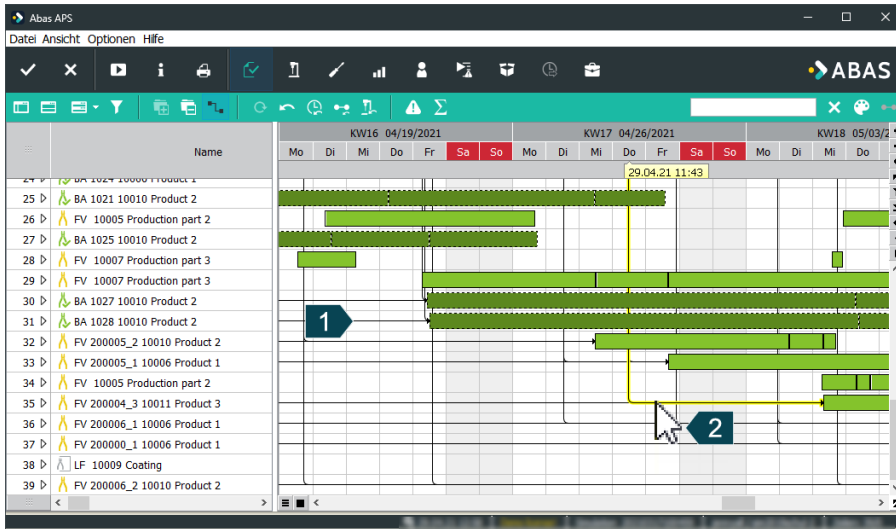 Abas APS
Datei Ansicht Optionen Hilfe
ABAS
KW16 04/19/2021 KW17 04/26/2021 KW18 05/03/2
Name Mo Di Mi Do Fr Sa So Mo Di Mi Do Fr Sa So Mo Di Mi Do
29.04.21 11:43
24 BA 1024 10006 Product 1
25 BA 1021 10010 Product 2
26 FV 10005 Production part 2
27 BA 1025 10010 Product 2
28 FV 10007 Production part 3
29 FV 10007 Production part 3
30 BA 1027 10010 Product 2
31 BA 1028 10010 Product 2
1
32 FV 200005_2 10010 Product 2
33 FV 200005_1 10006 Product 1
34 FV 10005 Production part 2
35 FV 200004_3 10011 Product 3
36 FV 200006_1 10006 Product 1
2
37 FV 200000_1 10006 Product 1
38 LF 10009 Coating
39 FV 200006_2 10010 Product 2